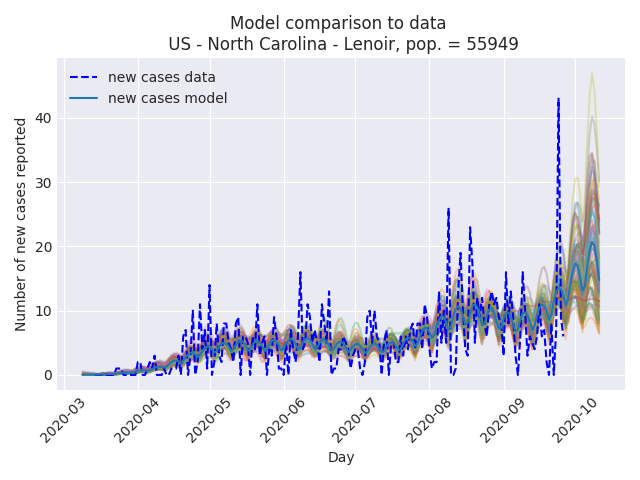 Model comparison to data
US - North Carolina - Lenoir, pop. = 55949
new cases data
new cases model
Number of new cases reported
40
30
20
10
0
2020-03
2020-04
2020-05
2020-06
2020-07
2020-08
2020-09
2020-10
Day